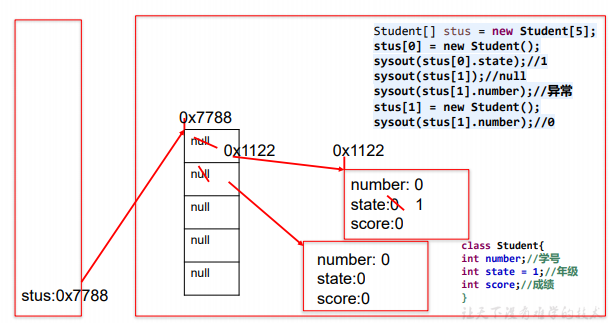 Student[] stus = new Student[5];
stus[0] = new Student();
sysout(stus[0].state);//1
sysout(stus[1]);//null
sysout(stus[1].number);//异常
stus[1] = new Student();
sysout(stus[1].number);//0
0x7788
null
0x1122
0x1122
null
null
null
null
number: 0
state:0 1
score:0
number: 0
state:0
score:0
class Student{
int number;//学号
int state = 1;//年级
int score;//成绩
}
stus:0x7788
让天下没有难学的技术